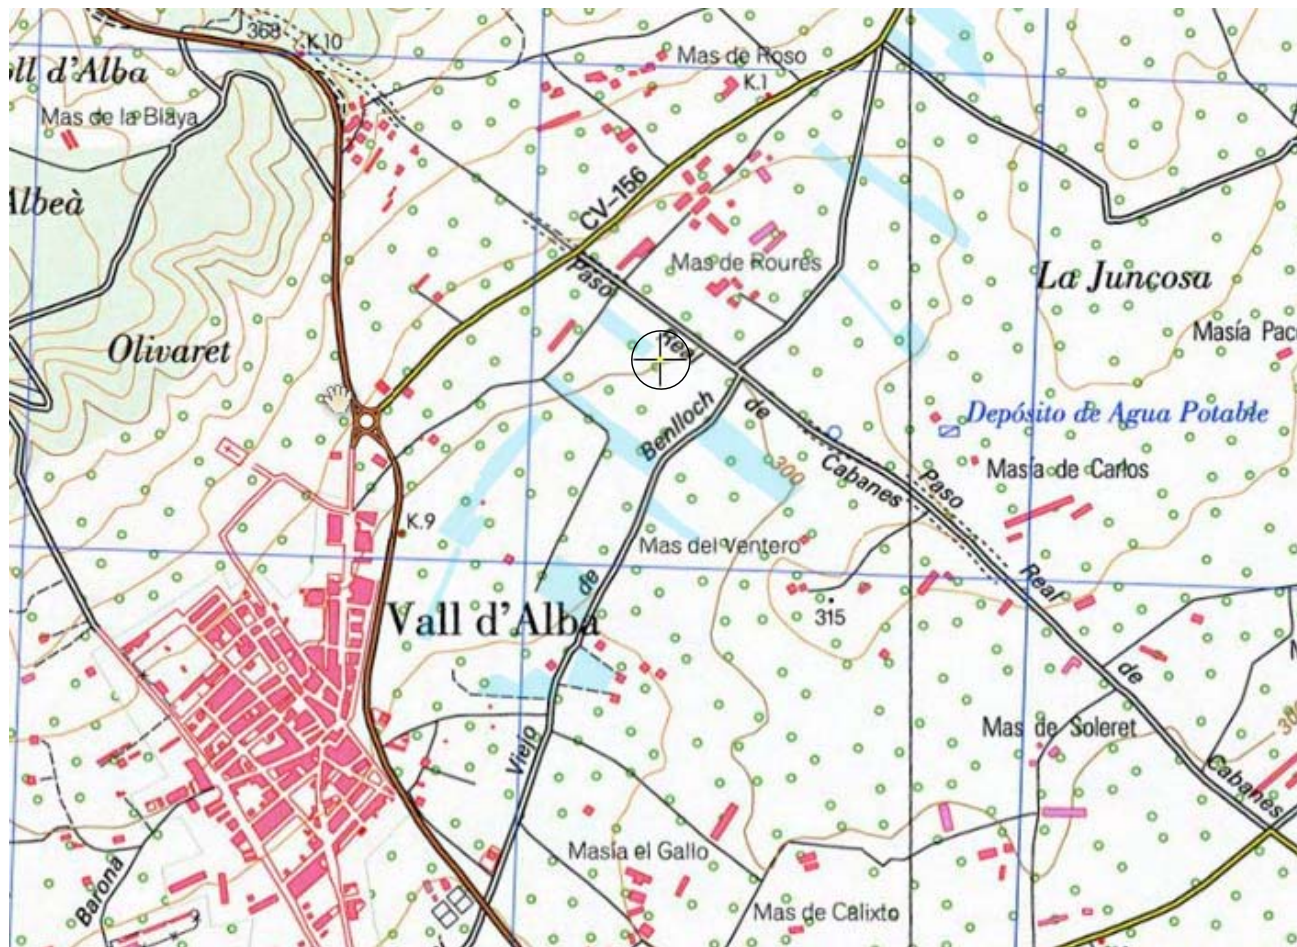 368
K.10
Mas de Roso
oll d'Alba
K.1
Mas de la Blaya
CV-156
Albeà
Mas de Roures
Paso
La Junçosa
Real
Masía Pac
Olivaret
Benlloch
de
Depósito de Agua Potable
300
Cabanes
Paso
Masía de Carlos
K.9
Mas del Ventero
de
Real
Vall d'Alba
315
de
Mas de Soleret
Viejo
300
Cabanes
Masía el Gallo
Barona
Mas de Calixto